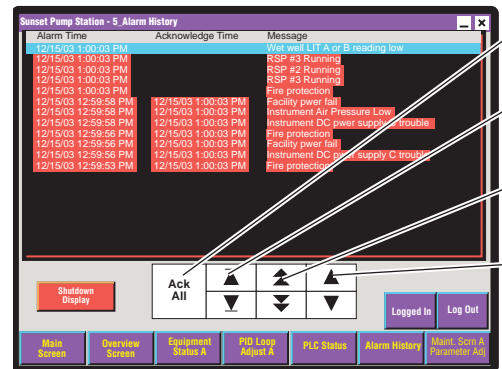 Sunset Pump Station - 5_Alarm History
Alarm Time Acknowledge Time Message
12/15/03 1:00:03 PM Wet well LIT A or B reading low
12/15/03 1:00:03 PM RSP #3 Running
12/15/03 1:00:03 PM RSP #2 Running
12/15/03 1:00:03 PM RSP #3 Running
12/15/03 1:00:03 PM Fire protection
12/15/03 12:59:58 PM 12/15/03 1:00:03 PM Facility pwer fail
12/15/03 12:59:58 PM 12/15/03 1:00:03 PM Instrument Air Pressure Low
12/15/03 12:59:58 PM 12/15/03 1:00:03 PM Instrument DC pwer supply B trouble
12/15/03 12:59:56 PM 12/15/03 1:00:03 PM Fire protection
12/15/03 12:59:56 PM 12/15/03 1:00:03 PM Facility pwer fail
12/15/03 12:59:56 PM 12/15/03 1:00:03 PM Instrument DC pwer supply C trouble
12/15/03 12:59:53 PM 12/15/03 1:00:03 PM Fire protection
Shutdown
Display
Ack
All
Logged In
Log Out
Main
Screen
Overview
Screen
Equipment
Status A
PID Loop
Adjust A
PLC Status
Alarm History
Maint. Scrn A
Parameter Adj